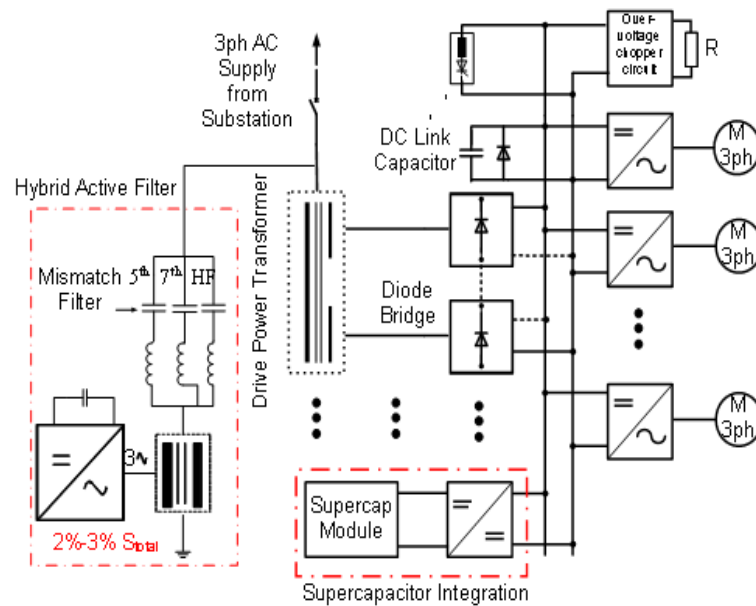 3ph AC
Supply
from
Substation
Over-
voltage
chopper
circuit
R
DC Link
Capacitor
M
3ph
Hybrid Active Filter
Mismatch
Filter
5th 7th HF
Drive Power Transformer
Diode
Bridge
M
3ph
M
3ph
3
2%-3% Stotal
Supercap
Module
Supercapacitor Integration